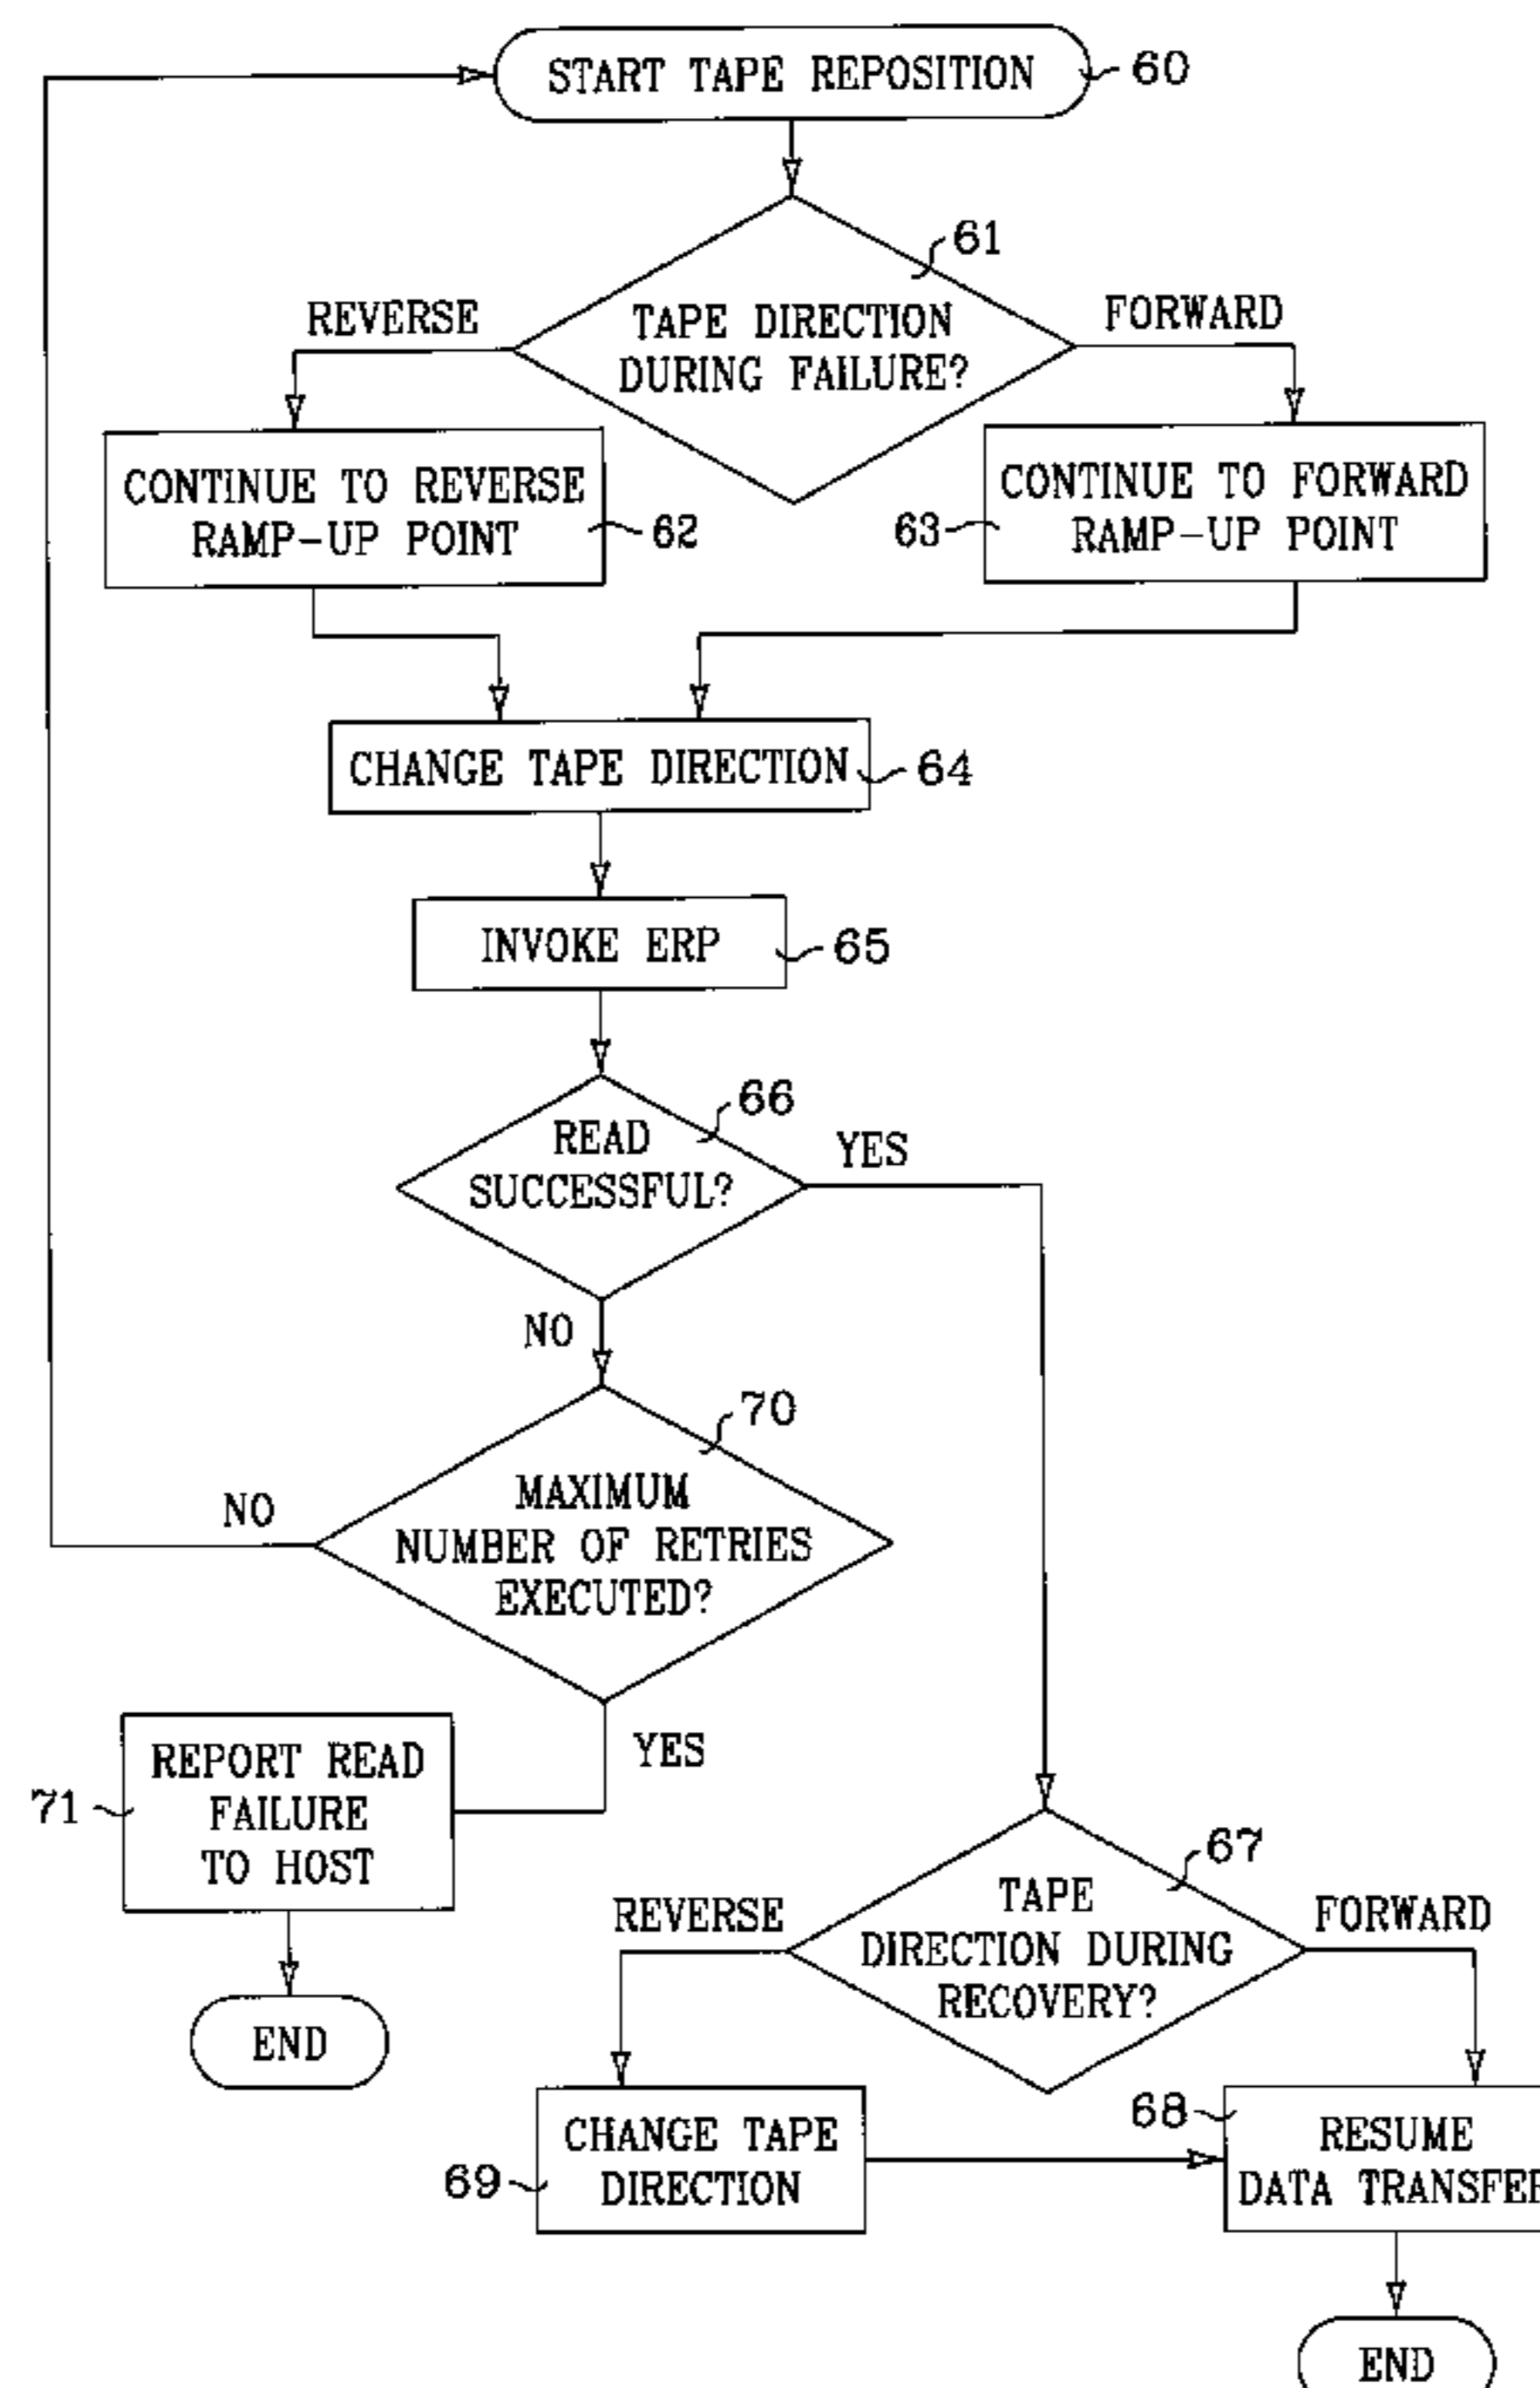 START TAPE REPOSITION
60
61
REVERSE
TAPE DIRECTION
DURING FAILURE?
FORWARD
CONTINUE TO REVERSE
RAMP-UP POINT
62
CONTINUE TO FORWARD
RAMP-UP POINT
63
CHANGE TAPE DIRECTION
64
INVOKE ERP
65
66
READ
SUCCESSFUL?
YES
NO
70
NO
MAXIMUM
NUMBER OF RETRIES
EXECUTED?
YES
REPORT READ
FAILURE
TO HOST
71
END
67
REVERSE
TAPE
DIRECTION DURING
RECOVERY?
FORWARD
CHANGE TAPE
DIRECTION
69
68
RESUME
DATA TRANSFER
END